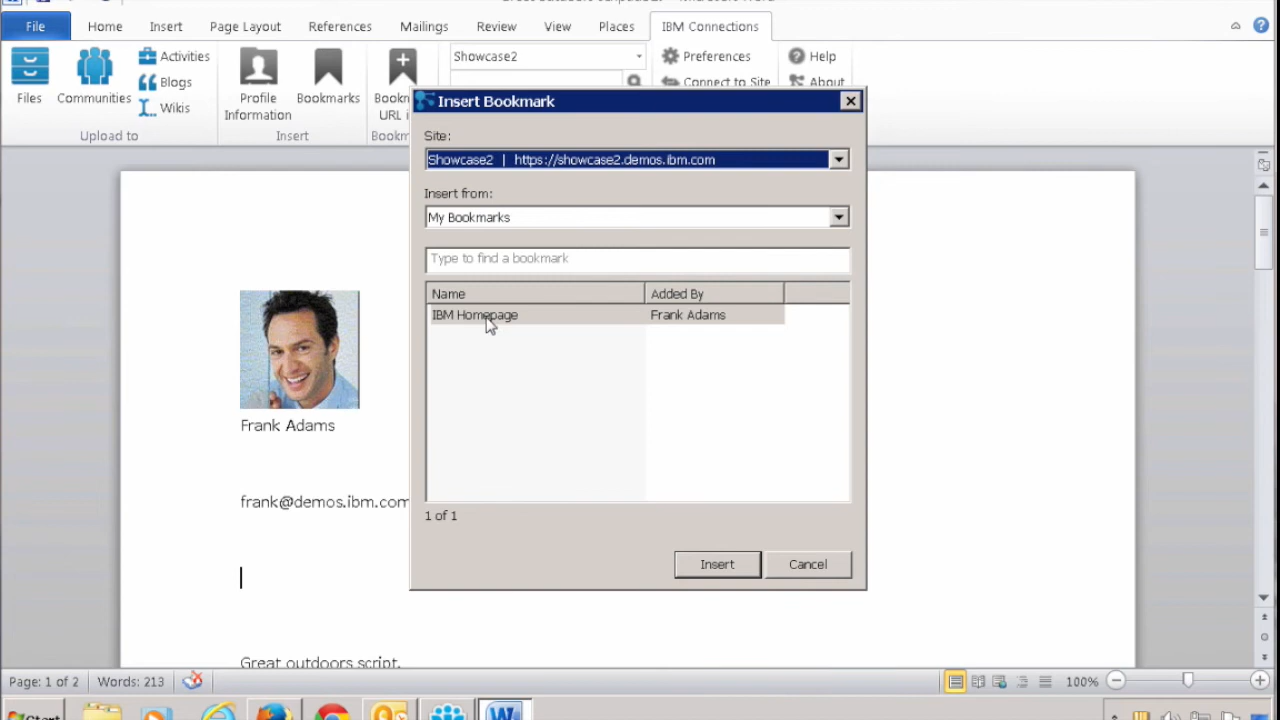 File Home Insert Page Layout References Mailings Review View Places IBM Connections
Showcase2
Files Communities Activities Blogs Wikis
Profile Information Bookmarks
Preferences Help
Connect to Site About
Upload to Insert
Insert Bookmark
Site:
Showcase2 | https://showcase2.demos.ibm.com
Insert from:
My Bookmarks
Type to find a bookmark
Name Added By
IBM Homepage Frank Adams
1 of 1
Insert Cancel
Frank Adams
frank@demos.ibm.com
Great outdoors script.
Page: 1 of 2 Words: 213 100%
Start